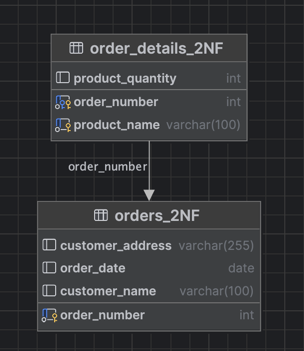 order_details_2NF
product_quantity int
order_number int
product_name varchar(100)
order_number
orders_2NF
customer_address varchar(255)
order_date date
customer_name varchar(100)
order_number int